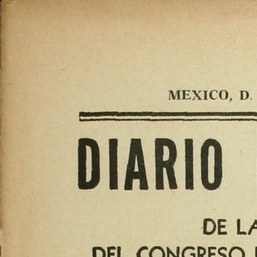 MEXICO, D.
DIARIO
DE LA
DEL CONGRESO